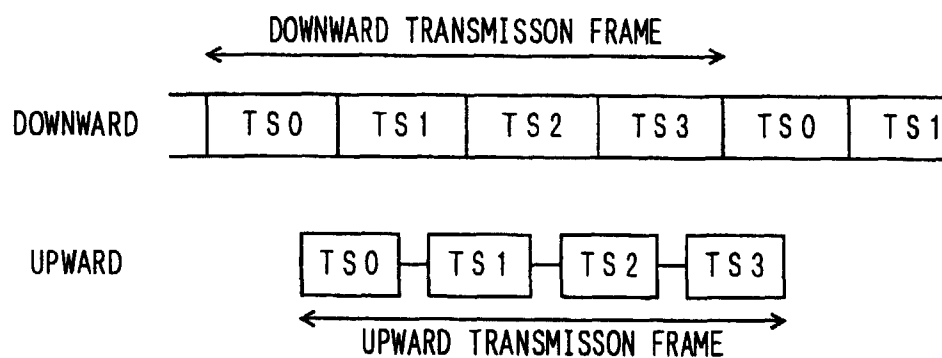 DOWNWARD TRANSMISSON FRAME
DOWNWARD TS0 TS1 TS2 TS3 TS0 TS1
UPWARD TS0 TS1 TS2 TS3
UPWARD TRANSMISSON FRAME